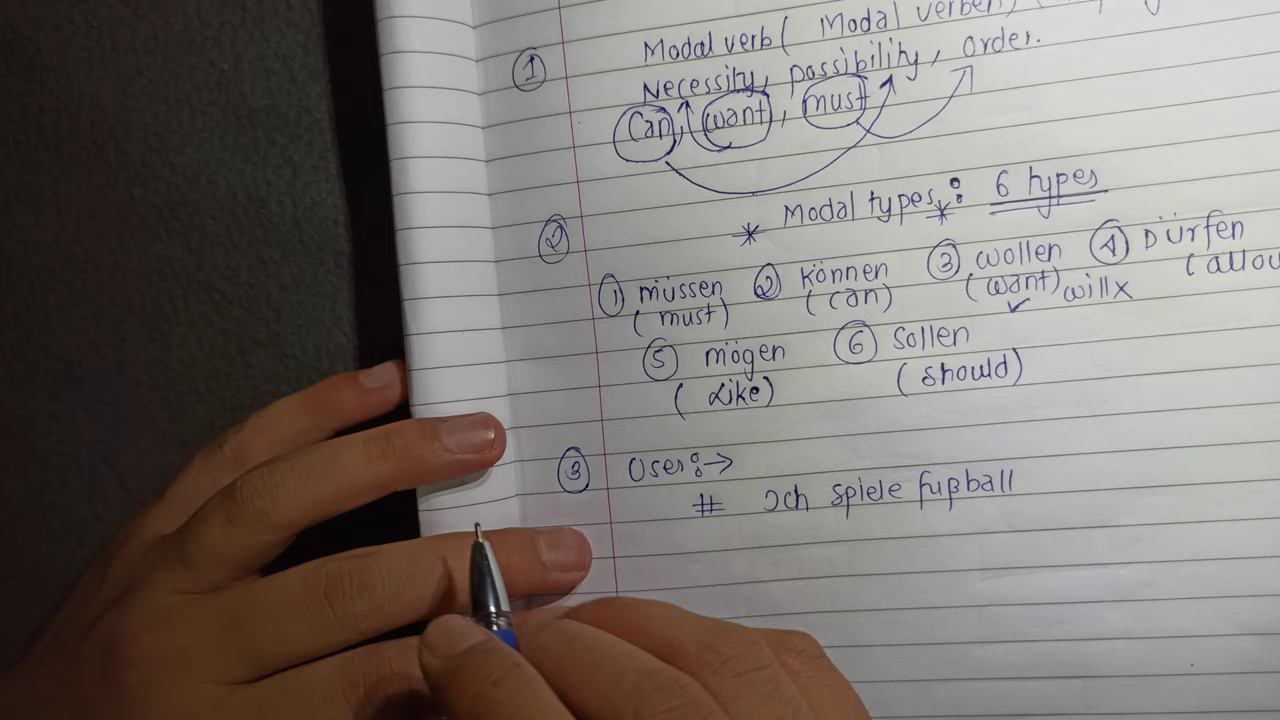 ① Modal verb ( Modal verben)
Necessity, possibility, order.
can, want, must
② * Modal types * : 6 types
① müssen ② können ③ wollen ④ Dürfen
(must) (can) (want) will x (allou
✓
⑤ mögen ⑥ Sollen
(Like) (should)
③ Uses: →
# Ich spiele fußball